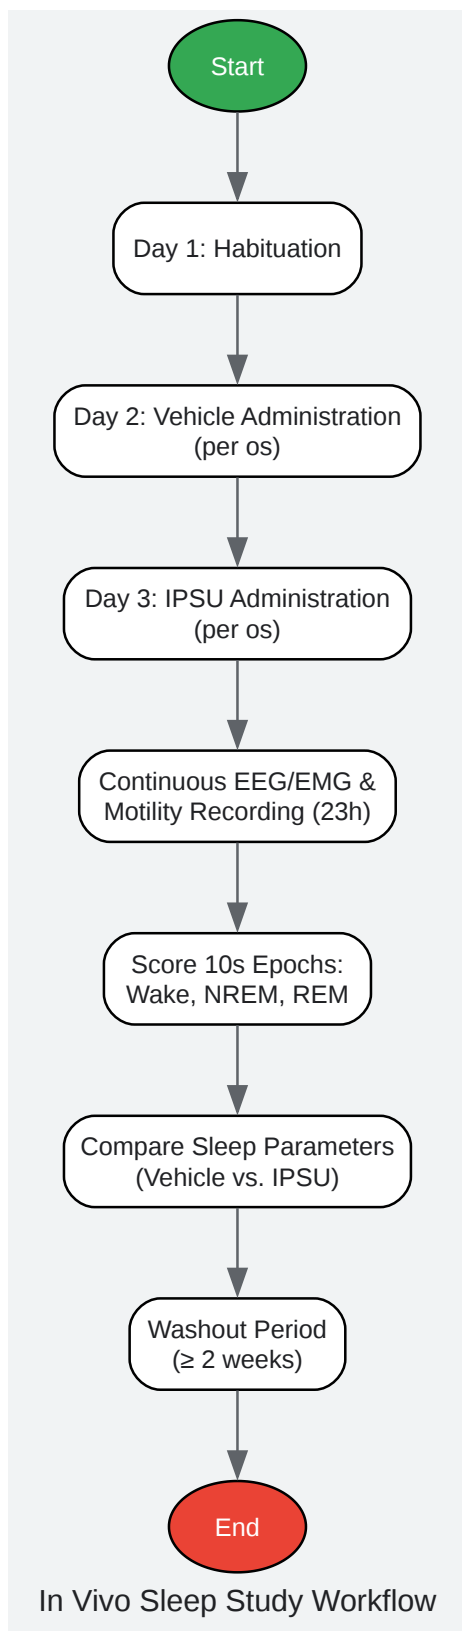 Start
Day 1: Habituation
Day 2: Vehicle Administration
(per os)
Day 3: IPSU Administration
(per os)
Continuous EEG/EMG &
Motility Recording (23h)
Score 10s Epochs:
Wake, NREM, REM
Compare Sleep Parameters
(Vehicle vs. IPSU)
Washout Period
(≥ 2 weeks)
End
In Vivo Sleep Study Workflow